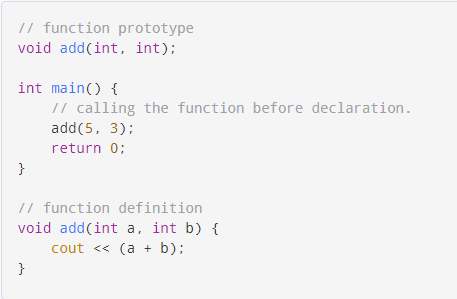 // function prototype
void add(int, int);
int main() {
    // calling the function before declaration.
    add(5, 3);
    return 0;
}
// function definition
void add(int a, int b) {
    cout << (a + b);
}